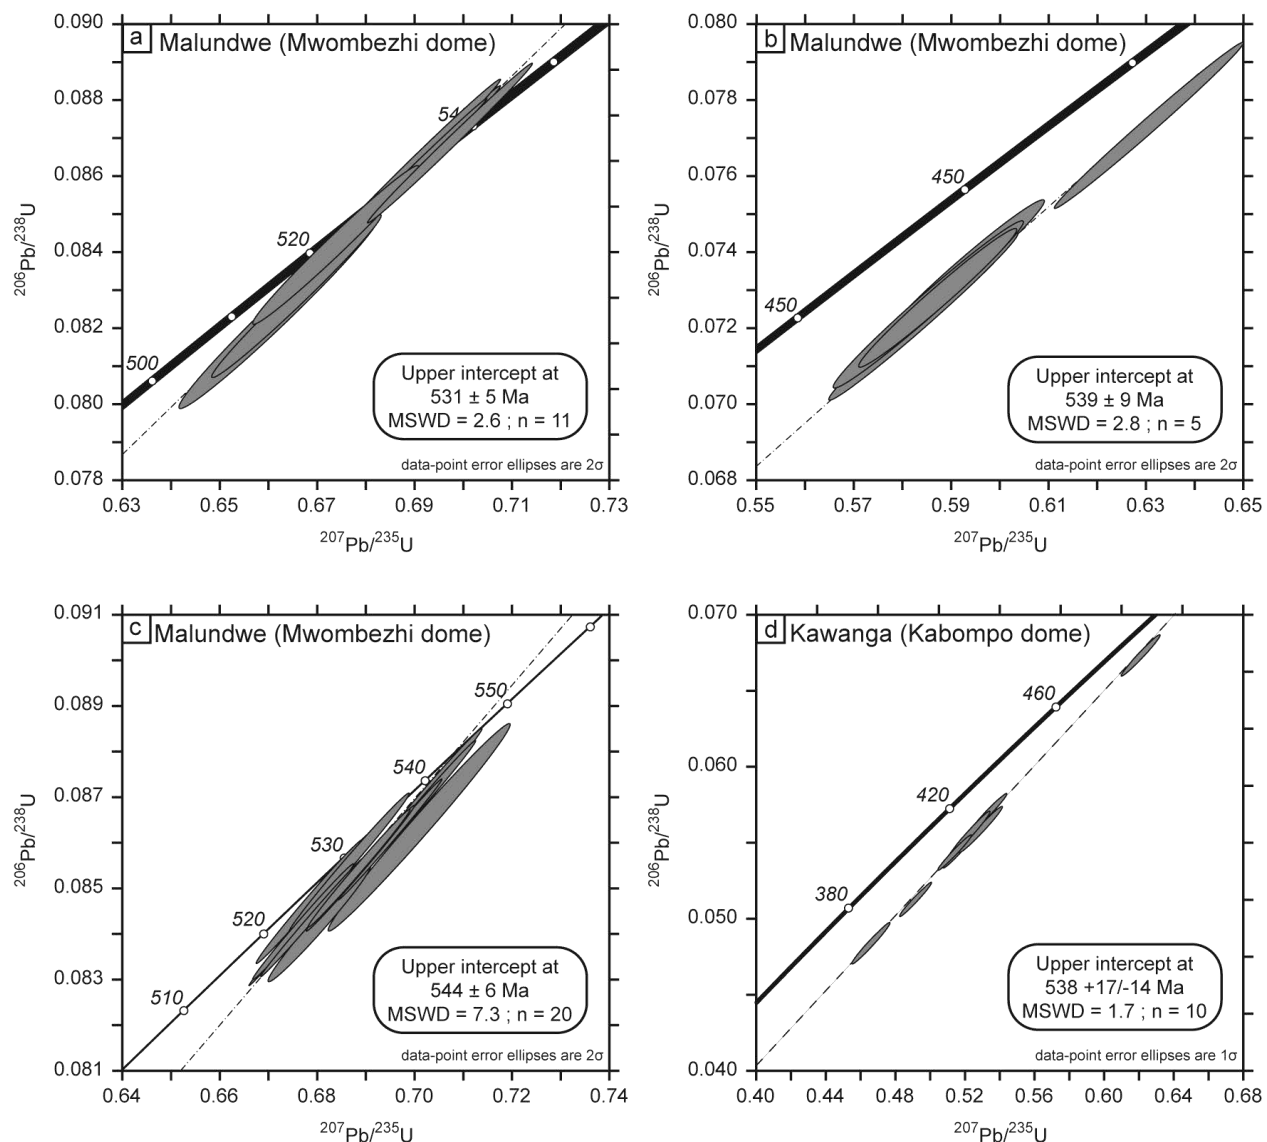 a Malundwe (Mwombezhi dome)
0.090
0.088
0.086
0.084
0.082
0.080
0.078
206Pb/238U
54
520
500
Upper intercept at
531 ± 5 Ma
MSWD = 2.6 ; n = 11
data-point error ellipses are 2σ
0.63 0.65 0.67 0.69 0.71 0.73
207Pb/235U
b Malundwe (Mwombezhi dome)
0.080
0.078
0.076
0.074
0.072
0.070
0.068
206Pb/238U
450
450
Upper intercept at
539 ± 9 Ma
MSWD = 2.8 ; n = 5
data-point error ellipses are 2σ
0.55 0.57 0.59 0.61 0.63 0.65
207Pb/235U
c Malundwe (Mwombezhi dome)
0.091
0.089
0.087
0.085
0.083
0.081
206Pb/238U
550
540
530
520
510
Upper intercept at
544 ± 6 Ma
MSWD = 7.3 ; n = 20
data-point error ellipses are 2σ
0.64 0.66 0.68 0.70 0.72 0.74
207Pb/235U
d Kawanga (Kabompo dome)
0.070
0.060
0.050
0.040
206Pb/238U
460
420
380
Upper intercept at
538 +17/-14 Ma
MSWD = 1.7 ; n = 10
data-point error ellipses are 1σ
0.40 0.44 0.48 0.52 0.56 0.60 0.64 0.68
207Pb/235U